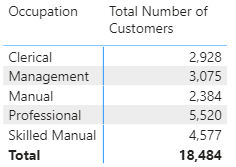 Occupation Total Number of
Customers
Clerical 2,928
Management 3,075
Manual 2,384
Professional 5,520
Skilled Manual 4,577
Total 18,484